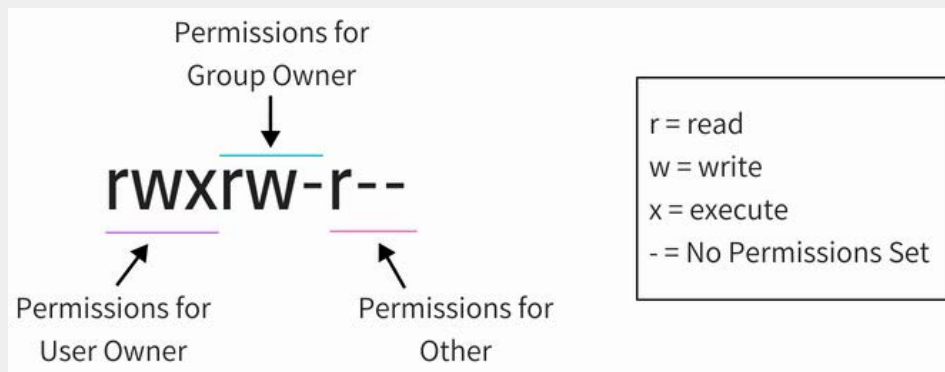 Permissions for
Group Owner
rwxrw-r--
Permissions for
User Owner
Permissions for
Other
r = read
w = write
x = execute
- = No Permissions Set